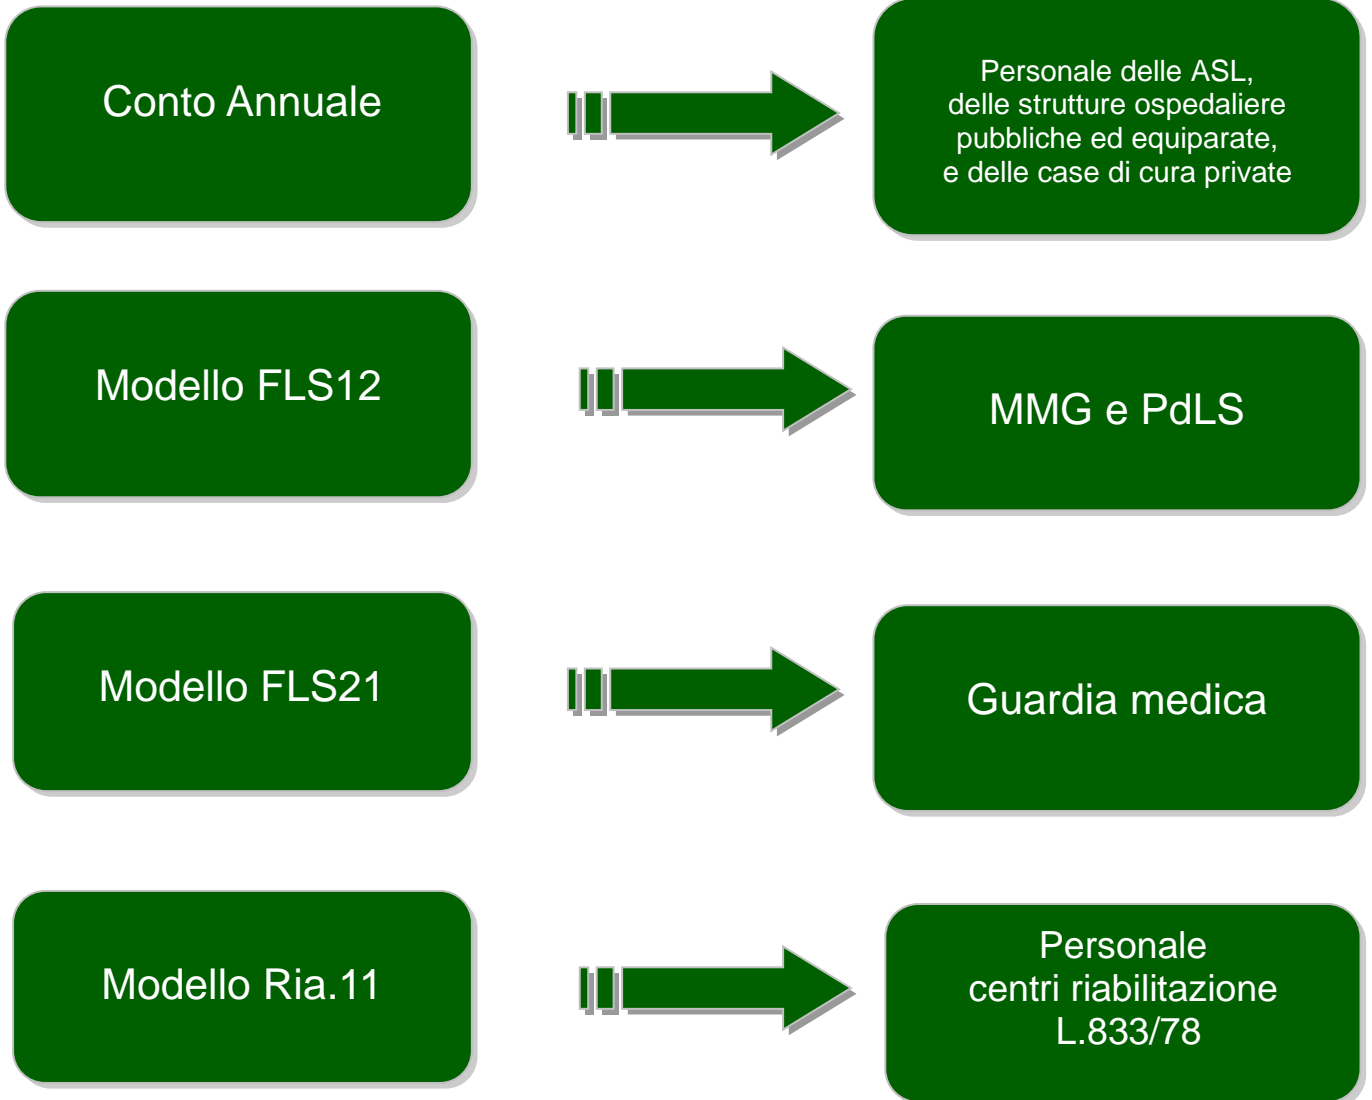 Conto Annuale
Personale delle ASL,
delle strutture ospedaliere
pubbliche ed equiparate,
e delle case di cura private
Modello FLS12
MMG e PdLS
Modello FLS21
Guardia medica
Modello Ria.11
Personale
centri riabilitazione
L.833/78